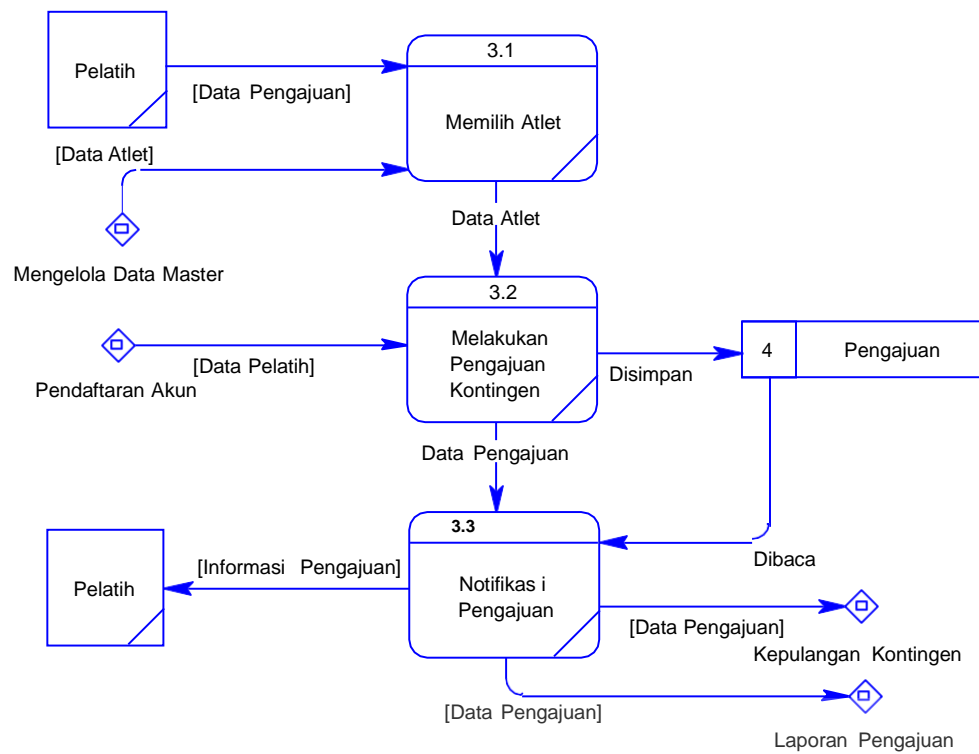 3.1
Pelatih
[Data Pengajuan]
Memilih Atlet
[Data Atlet]
Data Atlet
Mengelola Data Master
3.2
Melakukan
Pengajuan
Kontingen
[Data Pelatih]
Pendaftaran Akun
Disimpan
4
Pengajuan
Data Pengajuan
3.3
Dibaca
[Informasi Pengajuan]
Pelatih
Notifikas i
Pengajuan
[Data Pengajuan]
Kepulangan Kontingen
[Data Pengajuan]
Laporan Pengajuan